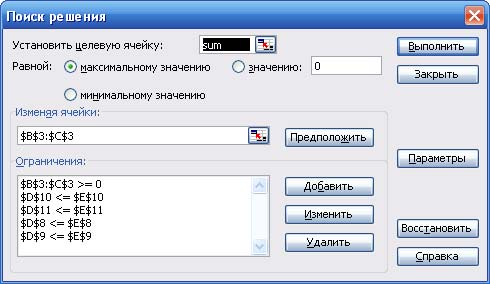 Поиск решения
Установить целевую ячейку: sum Выполнить
Равной: максимальному значению значению: 0 Закрыть
минимальному значению
Изменяя ячейки:
$B$3:$C$3 Предположить
Ограничения: Параметры
$B$3:$C$3 >= 0 Добавить
$D$10 <= $E$10
$D$11 <= $E$11 Изменить
$D$8 <= $E$8 Восстановить
$D$9 <= $E$9 Удалить
Справка